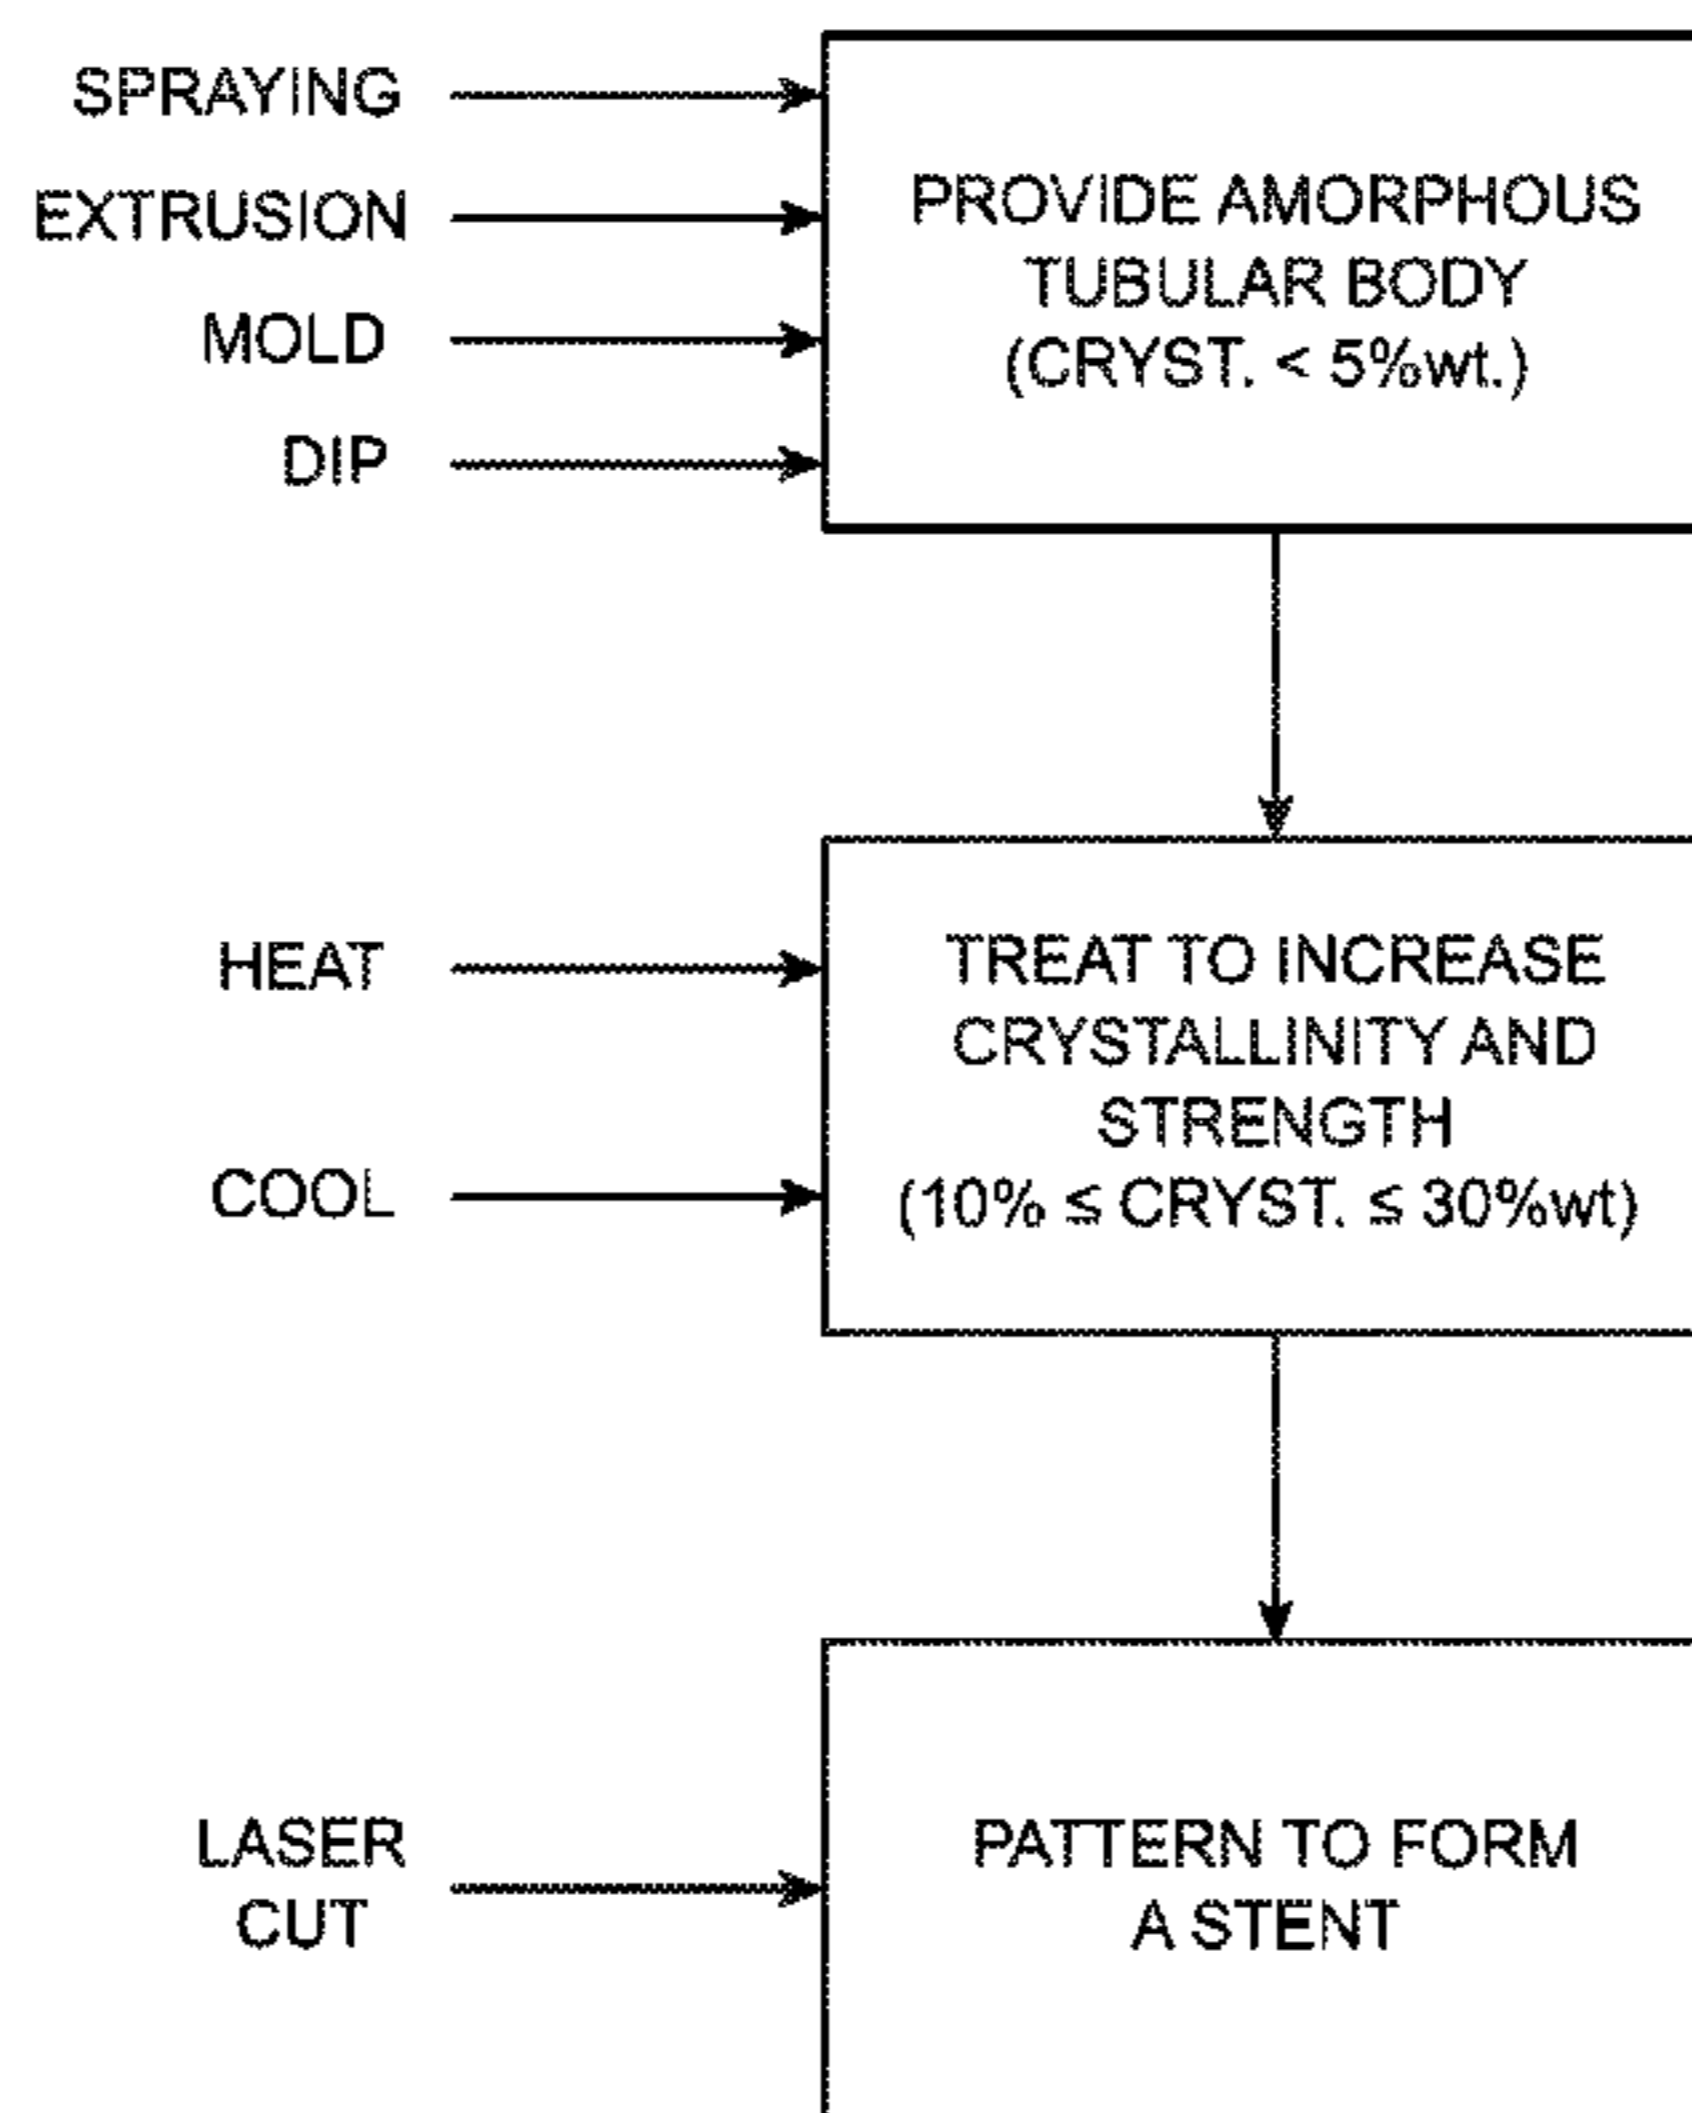 SPRAYING
EXTRUSION
MOLD
DIP
PROVIDE AMORPHOUS
TUBULAR BODY
(CRYST. < 5%wt.)
HEAT
COOL
TREAT TO INCREASE
CRYSTALLINITY AND
STRENGTH
(10% ≤ CRYST. ≤ 30%wt)
LASER
CUT
PATTERN TO FORM
A STENT